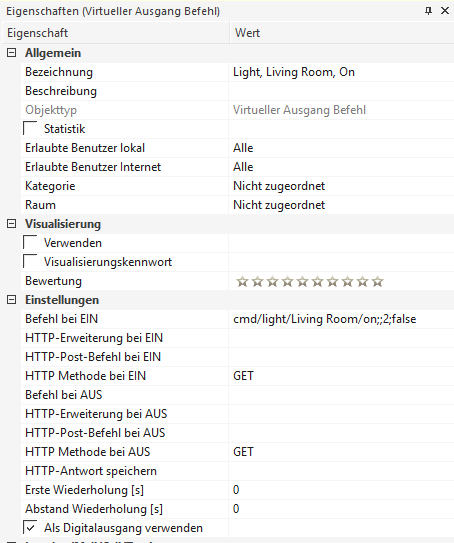 Eigenschaften (Virtueller Ausgang Befehl)
Eigenschaft Wert
Allgemein
Bezeichnung Light, Living Room, On
Beschreibung
Objekttyp Virtueller Ausgang Befehl
Statistik
Erlaubte Benutzer lokal Alle
Erlaubte Benutzer Internet Alle
Kategorie Nicht zugeordnet
Raum Nicht zugeordnet
Visualisierung
Verwenden
Visualisierungskennwort
Bewertung
Einstellungen
Befehl bei EIN cmd/light/Living Room/on;;2;false
HTTP-Erweiterung bei EIN
HTTP-Post-Befehl bei EIN
HTTP Methode bei EIN GET
Befehl bei AUS
HTTP-Erweiterung bei AUS
HTTP-Post-Befehl bei AUS
HTTP Methode bei AUS GET
HTTP-Antwort speichern
Erste Wiederholung [s] 0
Abstand Wiederholung [s] 0
Als Digitalausgang verwenden